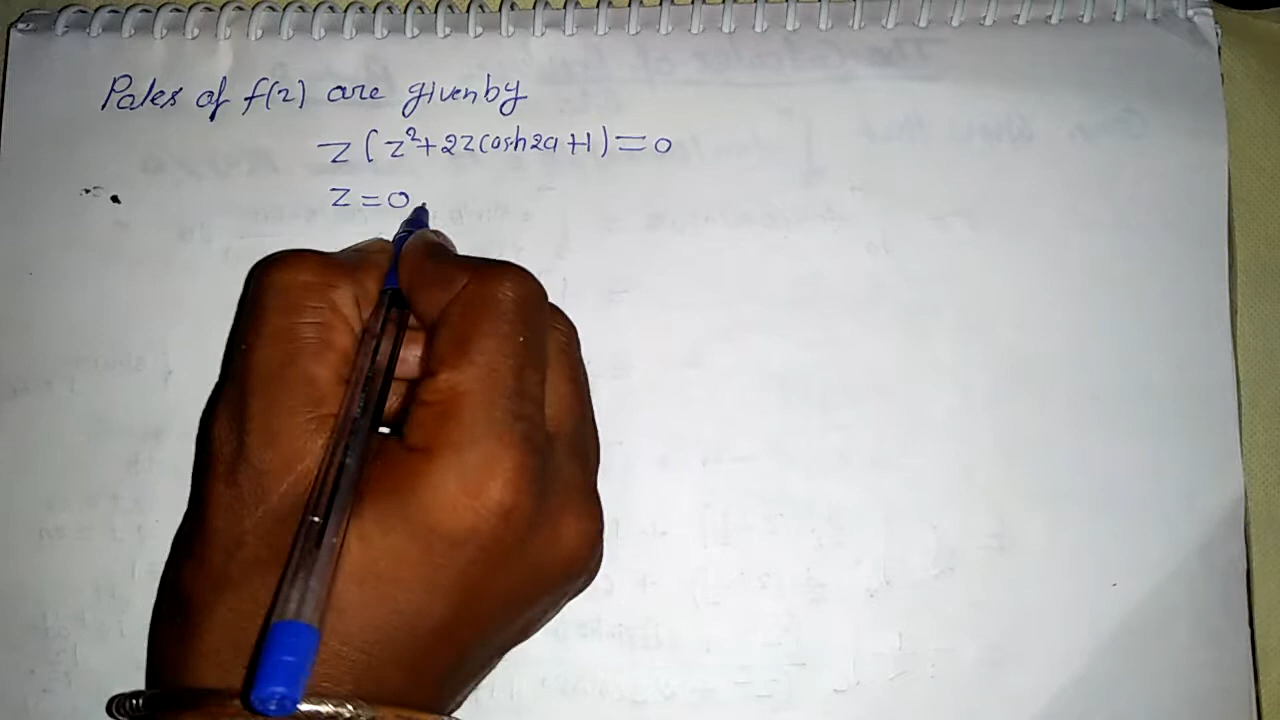 Poles of f(z) are given by
z(z²+2zcosh2a+1)=0
z=0